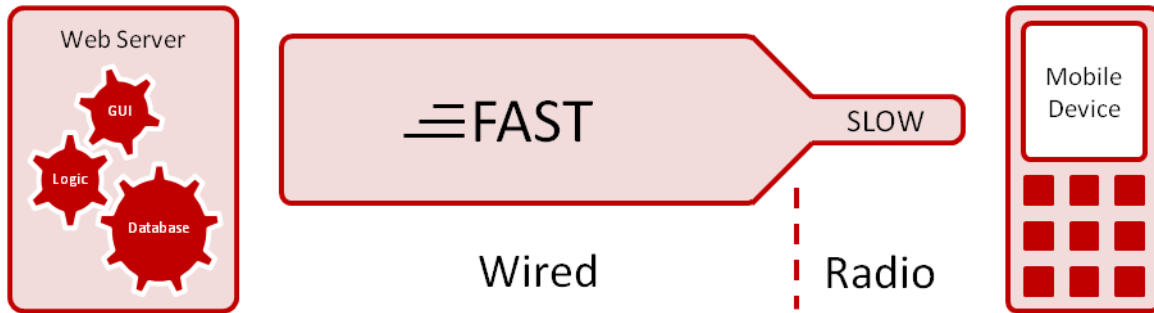 Web Server
GUI
Logic
Database
FAST
SLOW
Wired
Radio
Mobile
Device